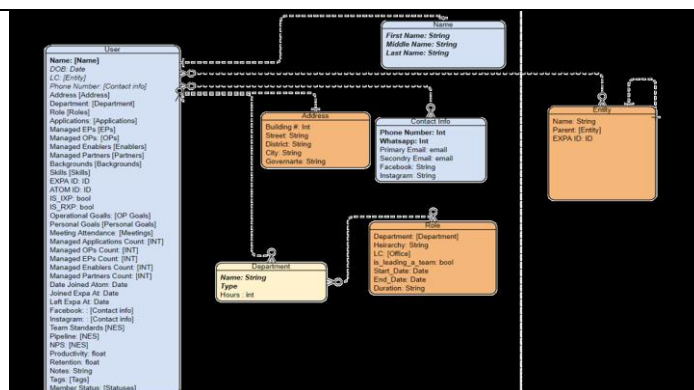 User
Name: [Name]
DOB: Date
LC: [Entity]
Phone Number: [Contact info]
Address [Address]
Department: [Department]
Role [Roles]
Applications: [Applications]
Managed EPs [EPs]
Managed OPs: [OPs]
Managed Enablers [Enablers]
Managed Partners [Partners]
Backgrounds [Backgrounds]
Skills [Skills]
EXPA ID: ID
ATOM ID: ID
IS_IXP: bool
IS_RXP: bool
Operational Goals: [OP Goals]
Personal Goals [Personal Goals]
Meeting Attendance: [Meetings]
Managed Applications Count: [INT]
Managed OPs Count: [INT]
Managed EPs Count: [INT]
Managed Enablers Count: [INT]
Managed Partners Count: [INT]
Date Joined Atom: Date
Joined Expa At: Date
Left Expa At: Date
Facebook: : [Contact info]
Instagram: : [Contact info]
Team Standards [NES]
Pipeline: [NES]
NPS: [NES]
Productivity: float
Retention: float
Notes: String
Tags: [Tags]
Member Status: [Statuses]
Name
First Name: String
Middle Name: String
Last Name: String
Address
Building #: Int
Street: String
District: String
City: String
Governarte: String
Contact Info
Phone Number: Int
Whatsapp: Int
Primary Email: email
Secondry Email: email
Facebook: String
Instagram: String
Entity
Name: String
Parent: [Entity]
EXPA ID: ID
Department
Name: String
Type
Hours : Int
Role
Department: [Department]
Heirarchy: String
LC: [Office]
is_leading_a_team: bool
Start_Date: Date
End_Date: Date
Duration: String